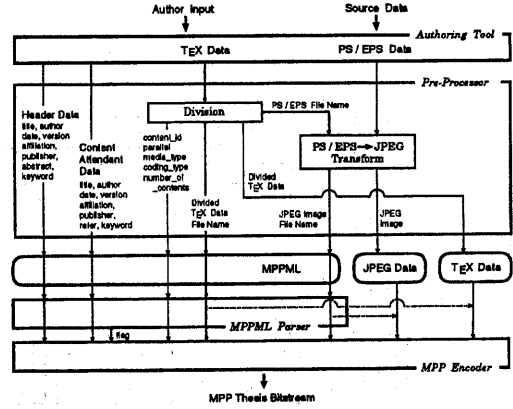 Author Input
Source Data
Authoring Tool
TEX Data
PS / EPS Data
Pre-Processor
Header Data
title, author
date, version
affiliation,
publisher,
abstract,
keyword
Content
Attendant
Data
title, author
date, version
affiliation,
publisher,
refer, keyword
Division
PS / EPS File Name
content_id
parallel
media_type
coding_type
number_of
_contents
PS / EPS→JPEG
Transform
Divided
TEX Data
File Name
Divided
TEX Data
JPEG Image
File Name
JPEG
Image
MPPML
JPEG Data
TEX Data
MPPML Parser
flag
MPP Encoder
MPP Thesis Bitstream